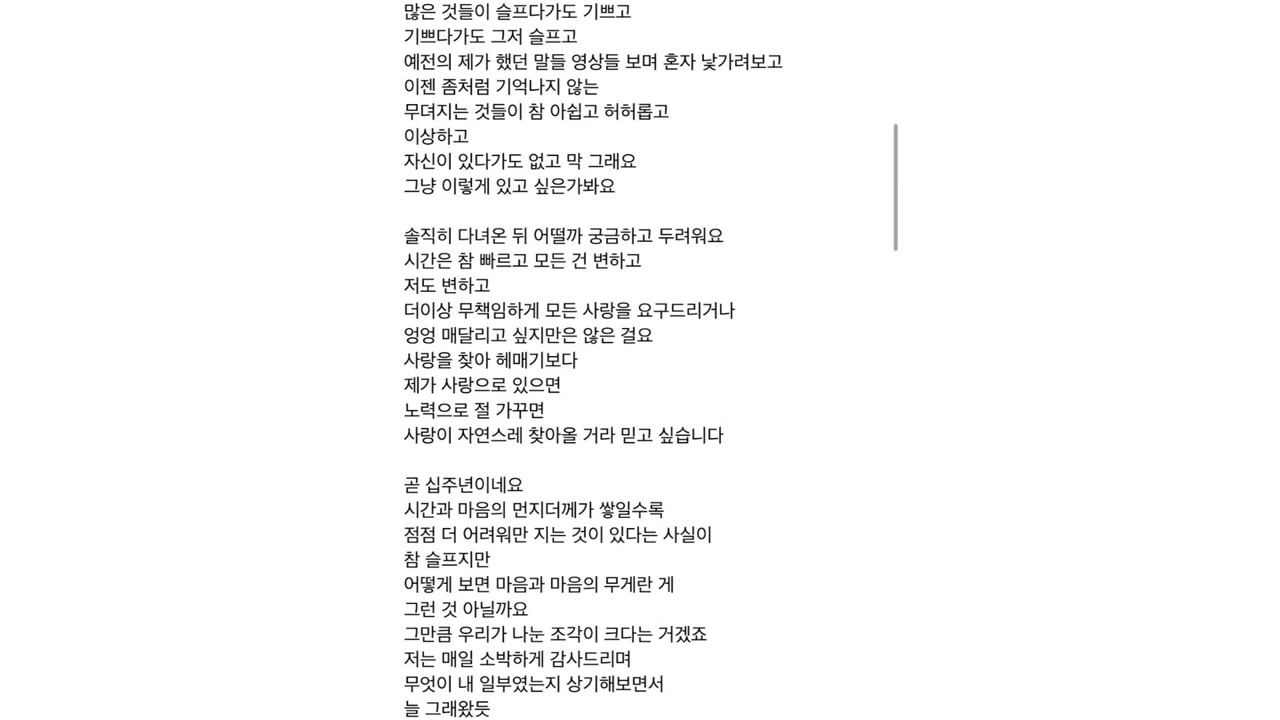 많은 것들이 슬프다가도 기쁘고
기쁘다가도 그저 슬프고
예전의 제가 했던 말들 영상들 보며 혼자 낯가려보고
이젠 좀처럼 기억나지 않는
무뎌지는 것들이 참 아쉽고 허허롭고
이상하고
자신이 있다가도 없고 막 그래요
그냥 이렇게 있고 싶은가봐요
솔직히 다녀온 뒤 어떨까 궁금하고 두려워요
시간은 참 빠르고 모든 건 변하고
저도 변하고
더이상 무책임하게 모든 사랑을 요구드리거나
엉엉 매달리고 싶지만은 않은 걸요
사랑을 찾아 헤매기보다
제가 사랑으로 있으면
노력으로 절 가꾸면
사랑이 자연스레 찾아올 거라 믿고 싶습니다
곧 십주년이네요
시간과 마음의 먼지더께가 쌓일수록
점점 더 어려워만 지는 것이 있다는 사실이
참 슬프지만
어떻게 보면 마음과 마음의 무게란 게
그런 것 아닐까요
그만큼 우리가 나눈 조각이 크다는 거겠죠
저는 매일 소박하게 감사드리며
무엇이 내 일부였는지 상기해보면서
늘 그래왔듯